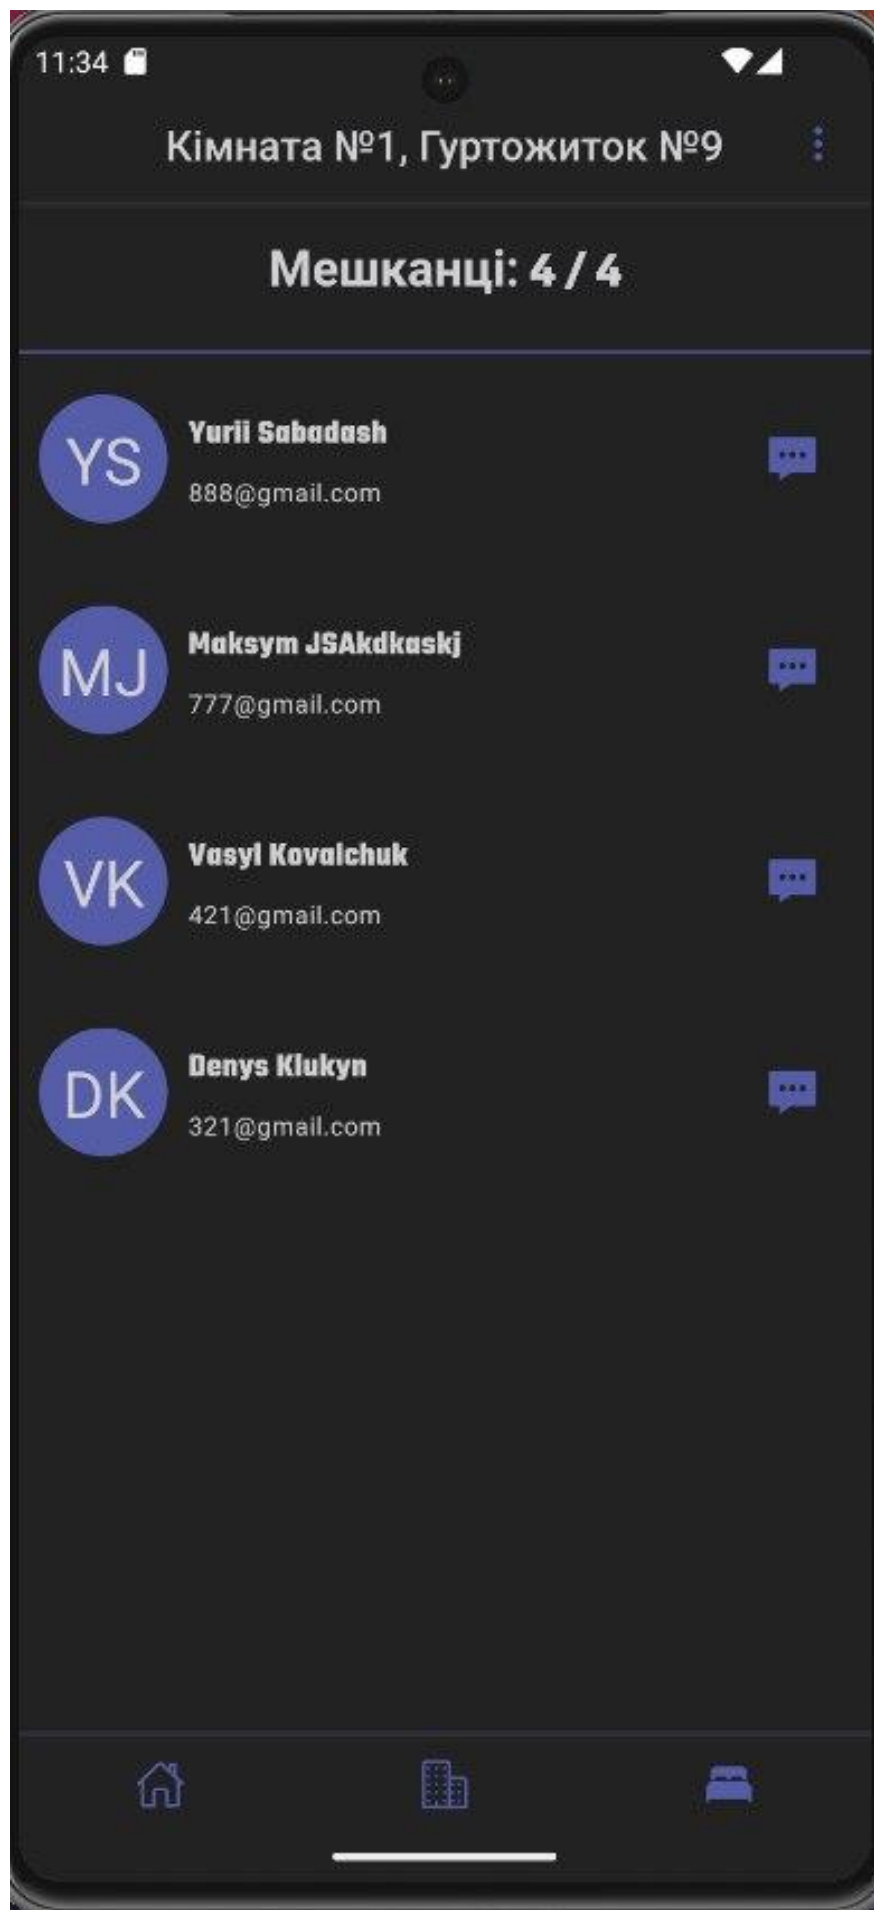 11:34
Кімната №1, Гуртожиток №9
Мешканці: 4 / 4
YS
Yurii Sabadash
888@gmail.com
MJ
Maksym JSAkdkaskj
777@gmail.com
VK
Vasyl Kovalchuk
421@gmail.com
DK
Denys Klukyn
321@gmail.com